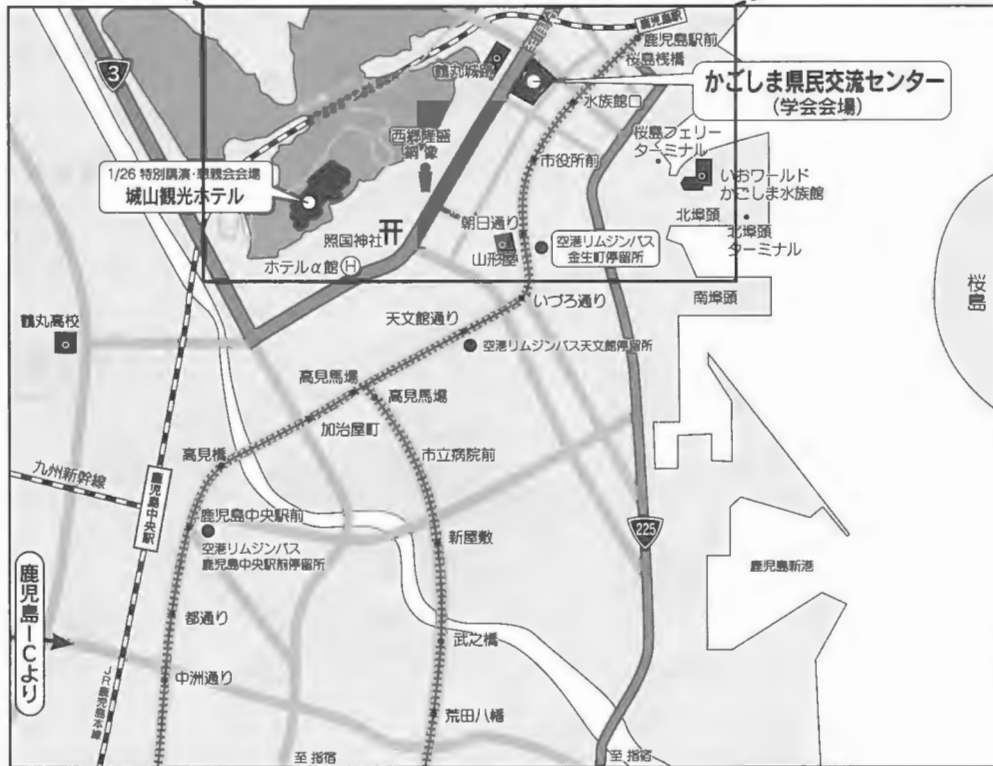 鹿児島駅
鹿児島駅前
3
鶴丸城跡
桜島桟橋
かごしま県民交流センター
(学会会場)
水族館口
桜島フェリー
ターミナル
西郷隆盛
銅像
市役所前
いおワールド
かごしま水族館
1/26 特別講演・懇親会会場
城山観光ホテル
朝日通り
北埠頭
北埠頭
ターミナル
照国神社
山形屋
空港リムジンバス
金生町停留所
ホテルα館
H
南埠頭
桜島
いづろ通り
鶴丸高校
天文館通り
空港リムジンバス天文館停留所
高見馬場
高見馬場
加治屋町
高見橋
市立病院前
九州新幹線
鹿児島中央駅
鹿児島中央駅前
空港リムジンバス
鹿児島中央駅前停留所
新屋敷
225
鹿児島新港
鹿児島ICより
都通り
武之橋
中洲通り
JR鹿児島本線
荒田八幡
至 指宿
至 指宿